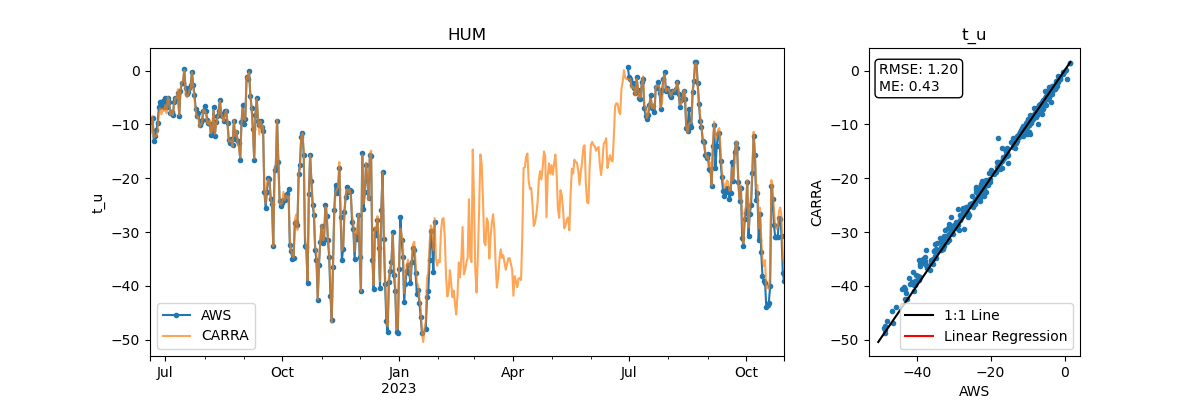 HUM
t_u
0
−10
−20
−30
−40
−50
Jul
Oct
Jan
2023
Apr
Jul
Oct
AWS
CARRA
t_u
CARRA
0
−10
−20
−30
−40
−50
RMSE: 1.20
ME: 0.43
1:1 Line
Linear Regression
−40
−20
0
AWS